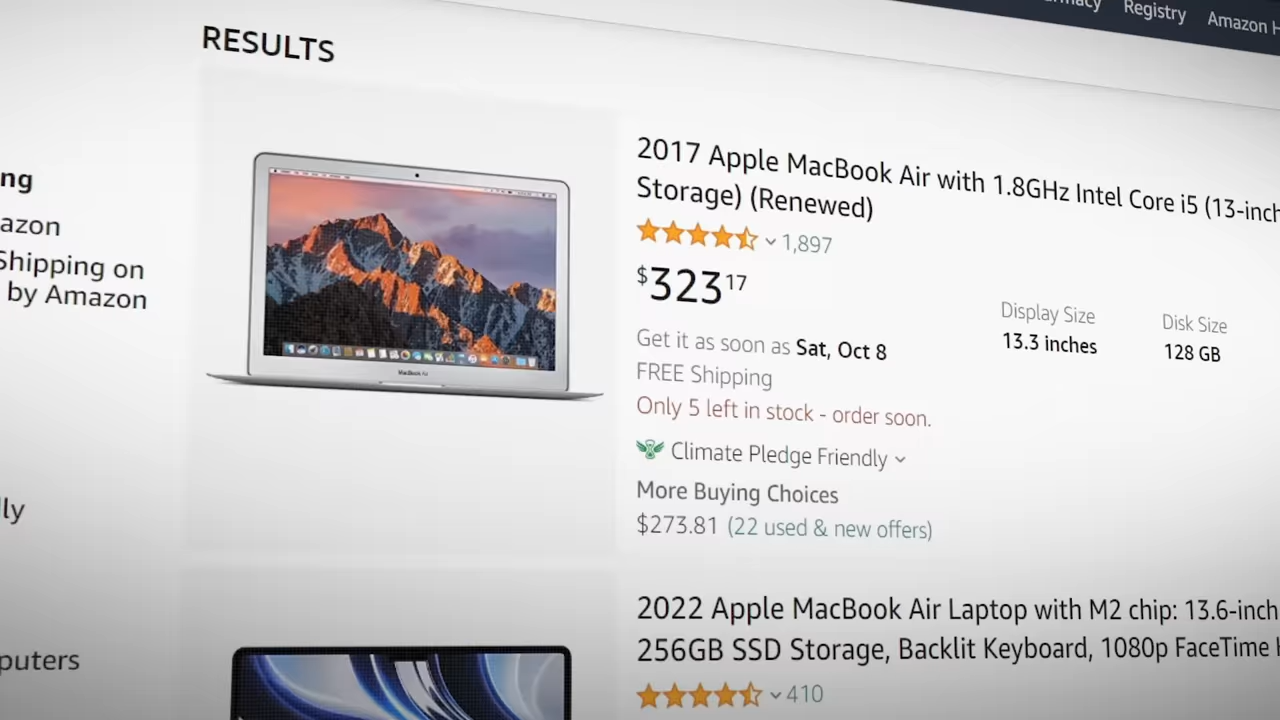 Registry
Amazon
RESULTS
2017 Apple MacBook Air with 1.8GHz Intel Core i5 (13-inch
Storage) (Renewed)
1,897
$323 17
Display Size
13.3 inches
Disk Size
128 GB
Get it as soon as Sat, Oct 8
FREE Shipping
Only 5 left in stock - order soon.
Climate Pledge Friendly
More Buying Choices
$273.81 (22 used & new offers)
2022 Apple MacBook Air Laptop with M2 chip: 13.6-inch
256GB SSD Storage, Backlit Keyboard, 1080p FaceTime
410
ng
azon
Shipping on
by Amazon
ly
puters
MacBook Air